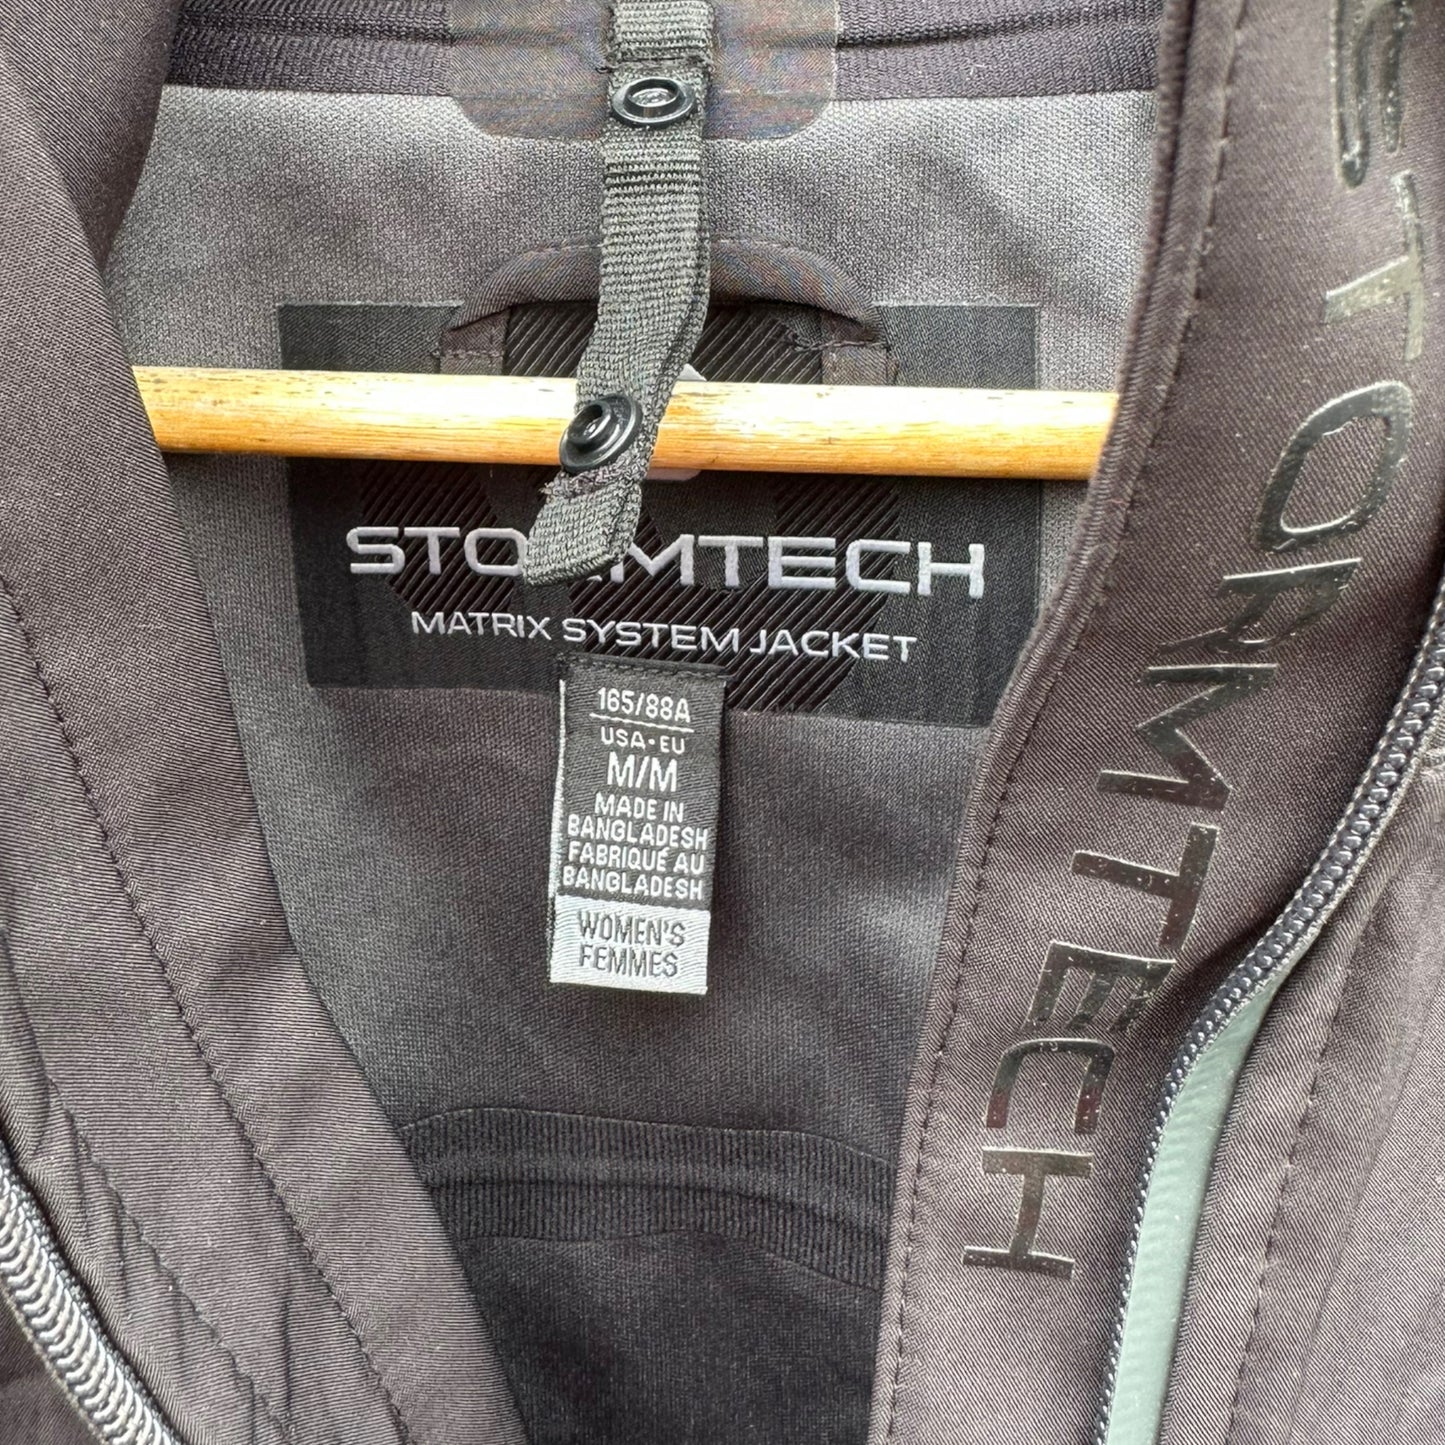 STORMTECH
MATRIX SYSTEM JACKET
165/88A
USA•EU
M/M
MADE IN
BANGLADESH
FABRIQUÉ AU
BANGLADESH
WOMEN'S
FEMMES
STORMTECH